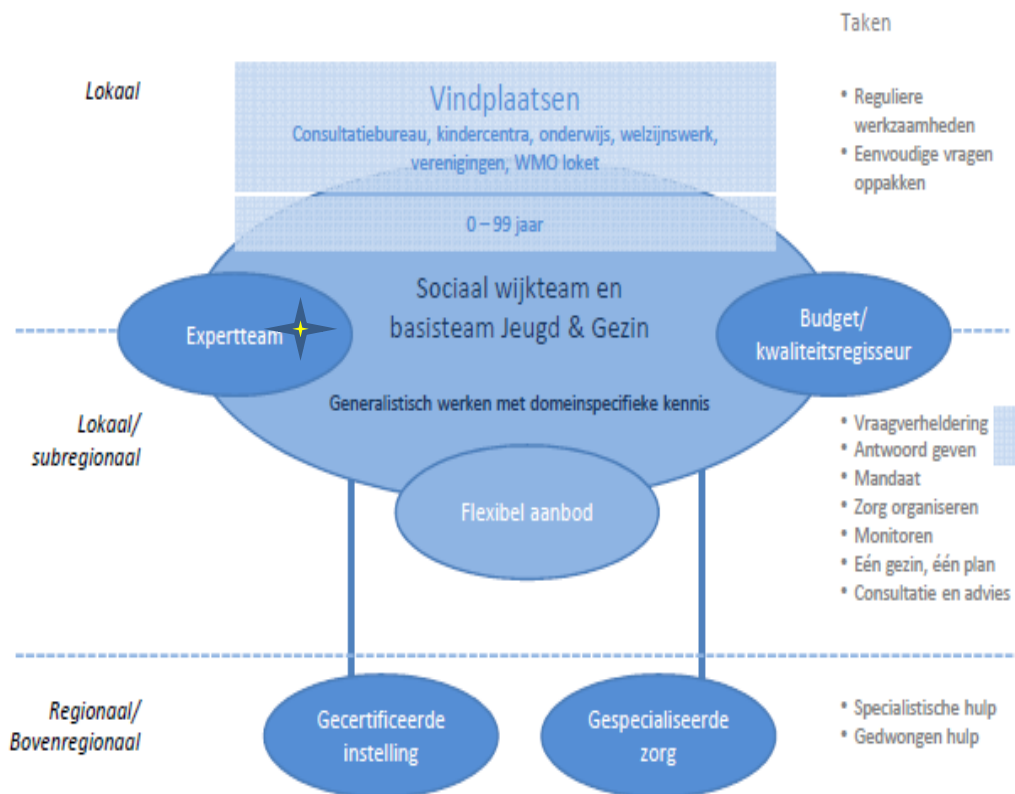 Taken
Lokaal
Vindplaatsen
Consultatiebureau, kindercentra, onderwijs, welzijnswerk,
verenigingen, WMO loket
• Reguliere
werkzaamheden
• Eenvoudige vragen
oppakken
0 – 99 jaar
Sociaal wijkteam en
basisteam Jeugd & Gezin
Expertteam
Budget/
kwaliteitsregisseur
Generalistisch werken met domeinspecifieke kennis
Lokaal/
subregionaal
Flexibel aanbod
• Vraagverheldering
• Antwoord geven
• Mandaat
• Zorg organiseren
• Monitoren
• Eén gezin, één plan
• Consultatie en advies
Regionaal/
Bovenregionaal
Gecertificeerde
instelling
Gespecialiseerde
zorg
• Specialistische hulp
• Gedwongen hulp